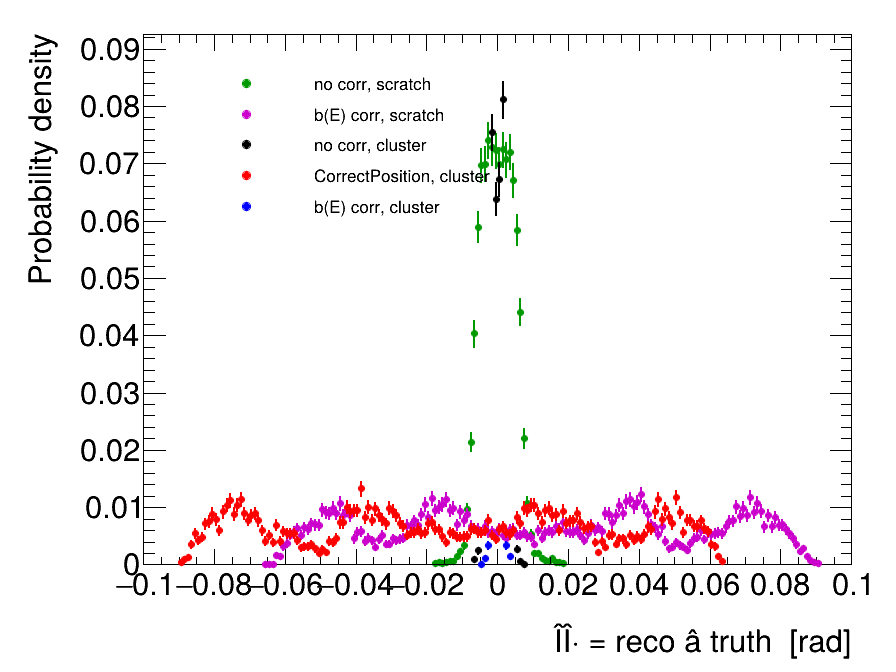 Probability density
0.09
0.08
0.07
0.06
0.05
0.04
0.03
0.02
0.01
0
no corr, scratch
b(E) corr, scratch
no corr, cluster
CorrectPosition, cluster
b(E) corr, cluster
−0.1 −0.08 −0.06 −0.04 −0.02 0 0.02 0.04 0.06 0.08 0.1
ÎÎ· = reco â truth [rad]